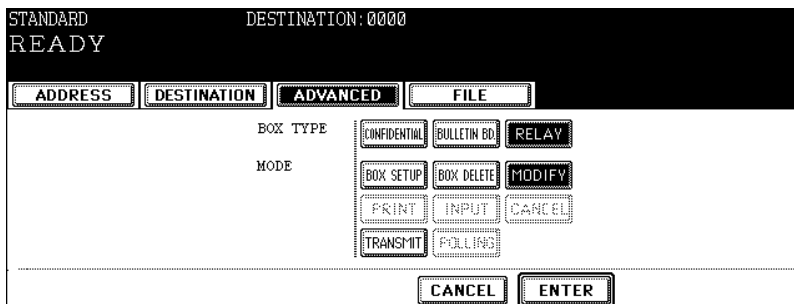 STANDARD DESTINATION:0000
READY
ADDRESS DESTINATION ADVANCED FILE
BOX TYPE CONFIDENTIAL BULLETIN BD. RELAY
MODE BOX SETUP BOX DELETE MODIFY
PRINT INPUT CANCEL
TRANSMIT POLLING
CANCEL ENTER